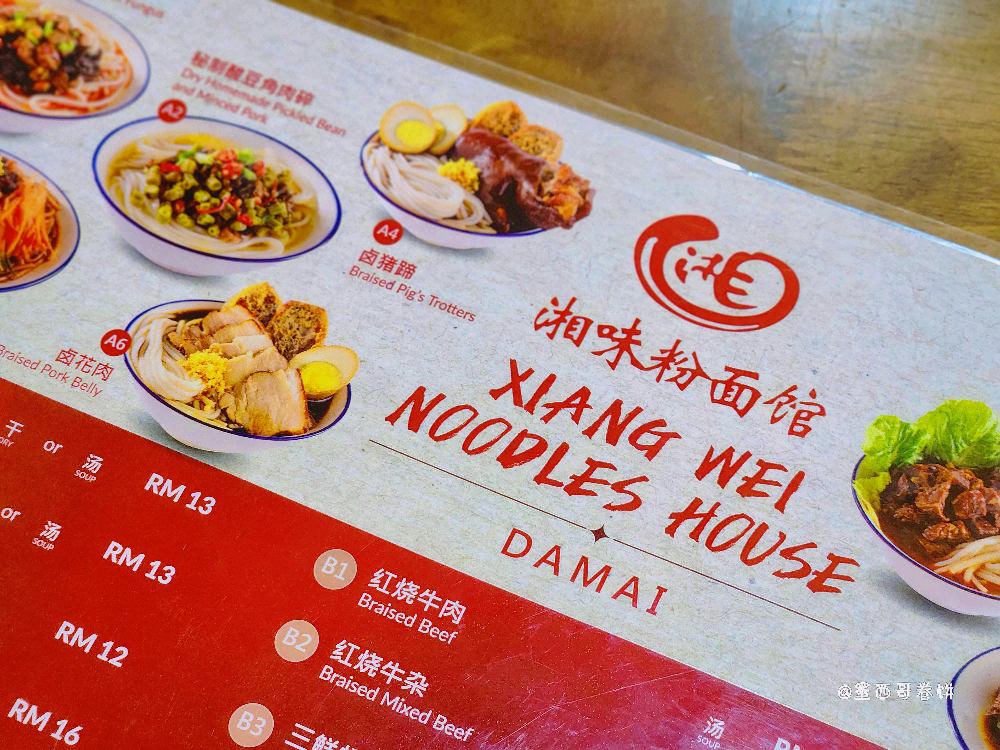 Fungus
秘制酸豆角肉碎
Dry Homemade Pickled Bean
and Minced Pork
A2
A4
卤猪蹄
Braised Pig's Trotters
A6
卤花肉
Braised Pork Belly
湘
湘味粉面馆
XIANG WEI
NOODLES HOUSE
DAMAI
干 or 汤
SOUP
RM 13
or 汤
SOUP
RM 13
RM 12
RM 16
B1
红烧牛肉
Braised Beef
B2
红烧牛杂
Braised Mixed Beef
B3
三鲜
汤
SOUP
@蜜西哥卷饼